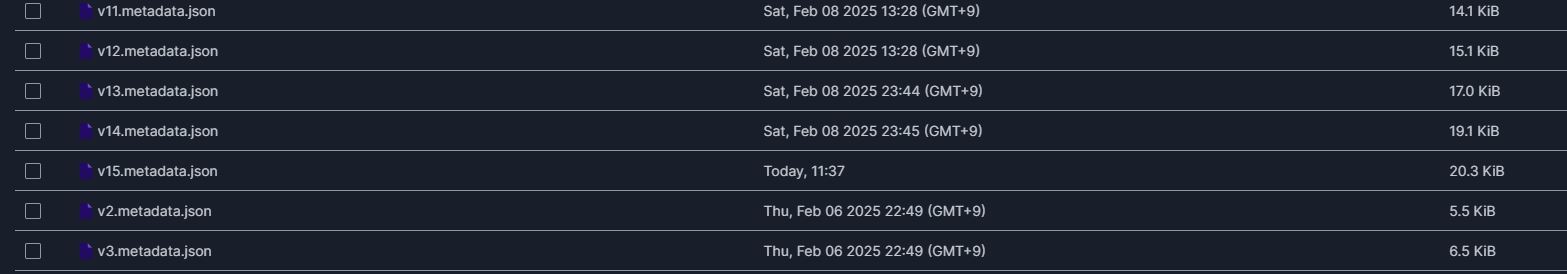 v11.metadata.json Sat, Feb 08 2025 13:28 (GMT+9) 14.1 KiB
v12.metadata.json Sat, Feb 08 2025 13:28 (GMT+9) 15.1 KiB
v13.metadata.json Sat, Feb 08 2025 23:44 (GMT+9) 17.0 KiB
v14.metadata.json Sat, Feb 08 2025 23:45 (GMT+9) 19.1 KiB
v15.metadata.json Today, 11:37 20.3 KiB
v2.metadata.json Thu, Feb 06 2025 22:49 (GMT+9) 5.5 KiB
v3.metadata.json Thu, Feb 06 2025 22:49 (GMT+9) 6.5 KiB